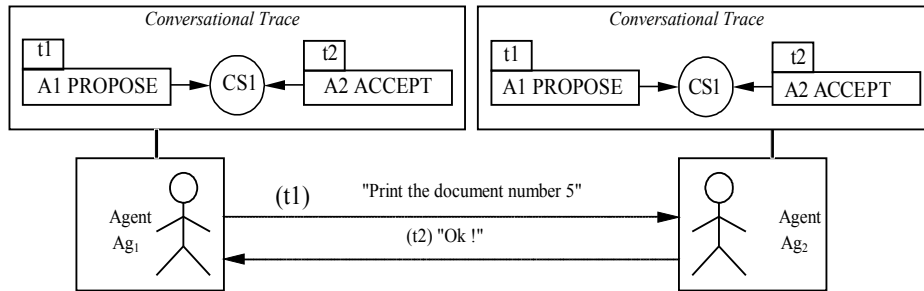 Conversational Trace
t1
t2
A1 PROPOSE
CS1
A2 ACCEPT
Conversational Trace
t1
t2
A1 PROPOSE
CS1
A2 ACCEPT
Agent
Ag1
(t1) "Print the document number 5"
(t2) "Ok !"
Agent
Ag2